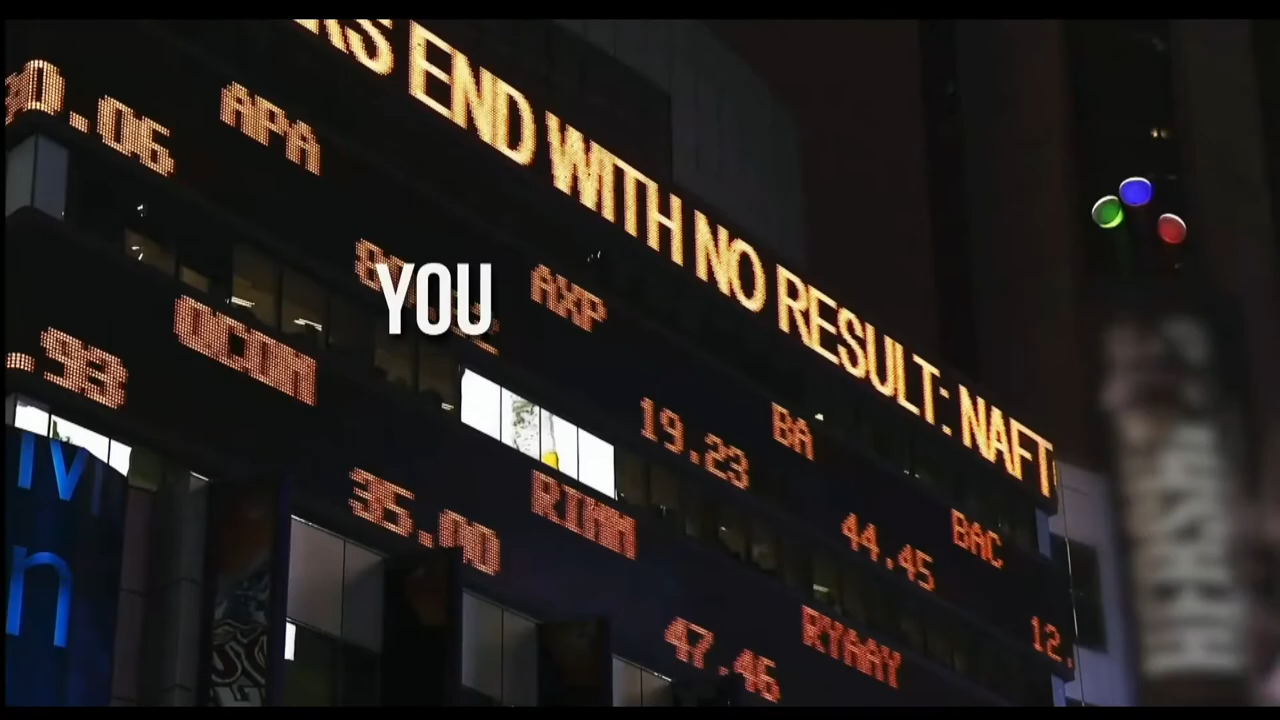 RS END WITH NO RESULT: NAFT
0.06 APA
YOU
AXP
.93 QCOM
19.23 BA
35.00 RIMM
44.45 BAC
47.46 RYAAY
12.
n